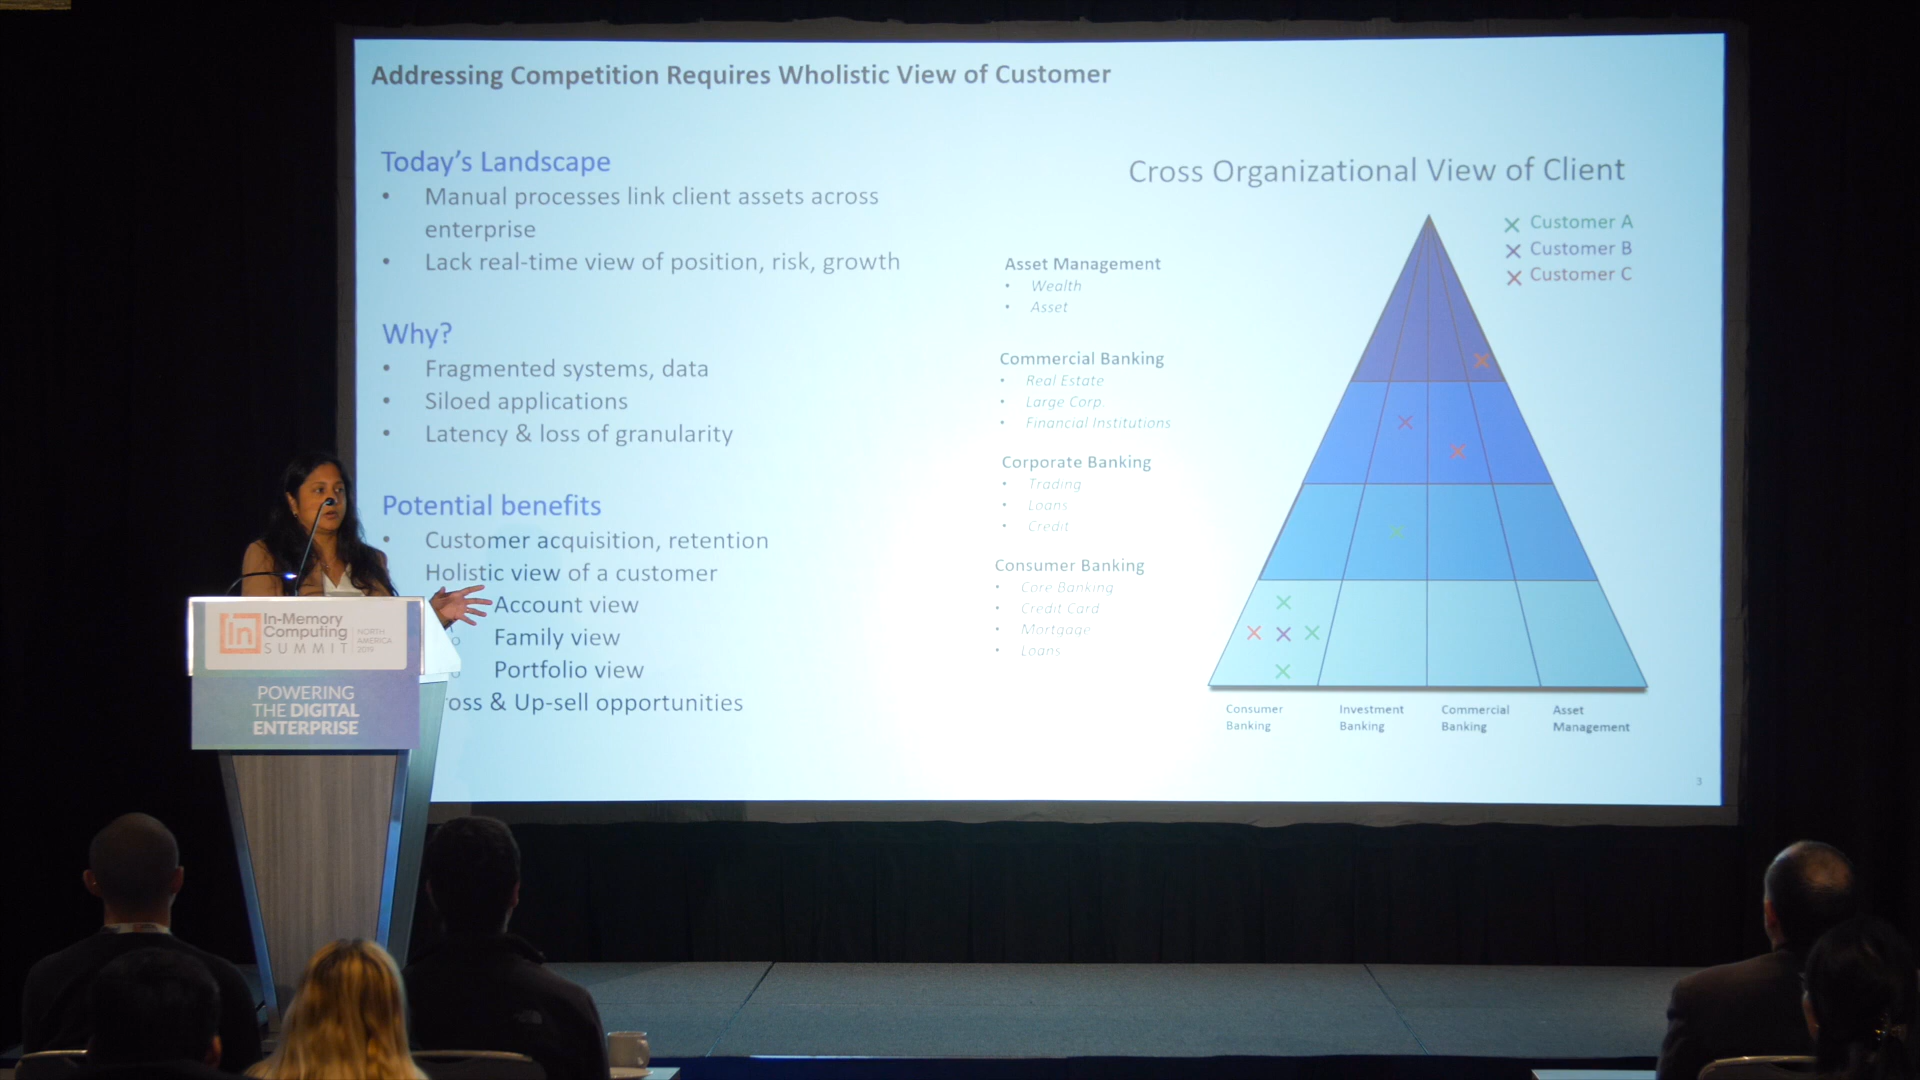 Addressing Competition Requires Wholistic View of Customer
Today's Landscape
• Manual processes link client assets across
enterprise
• Lack real-time view of position, risk, growth
Why?
• Fragmented systems, data
• Siloed applications
• Latency & loss of granularity
Potential benefits
• Customer acquisition, retention
Holistic view of a customer
Account view
o Family view
o Portfolio view
ross & Up-sell opportunities
Asset Management
• Wealth
• Asset
Commercial Banking
• Real Estate
• Large Corp.
• Financial Institutions
Corporate Banking
• Trading
• Loans
• Credit
Consumer Banking
• Core Banking
• Credit Card
• Mortgage
• Loans
Cross Organizational View of Client
Customer A
Customer B
Customer C
Consumer
Banking
Investment
Banking
Commercial
Banking
Asset
Management
3
in
In-Memory
Computing
SUMMIT
NORTH
AMERICA
2019
POWERING
THE DIGITAL
ENTERPRISE